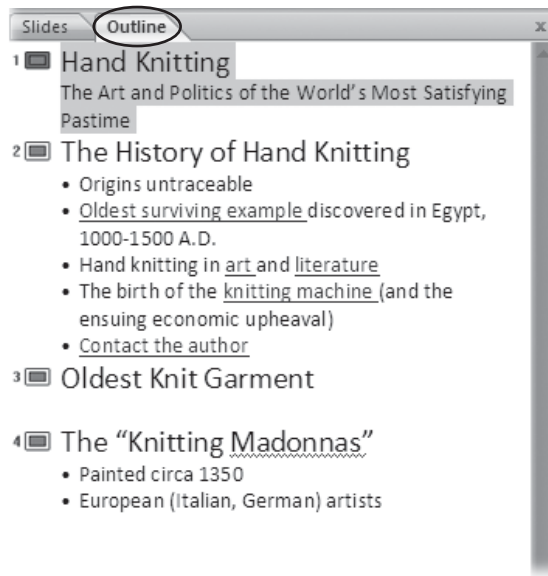 Slides Outline x
1 Hand Knitting
The Art and Politics of the World's Most Satisfying
Pastime
2 The History of Hand Knitting
• Origins untraceable
• Oldest surviving example discovered in Egypt,
1000-1500 A.D.
• Hand knitting in art and literature
• The birth of the knitting machine (and the
ensuing economic upheaval)
• Contact the author
3 Oldest Knit Garment
4 The “Knitting Madonnas”
• Painted circa 1350
• European (Italian, German) artists